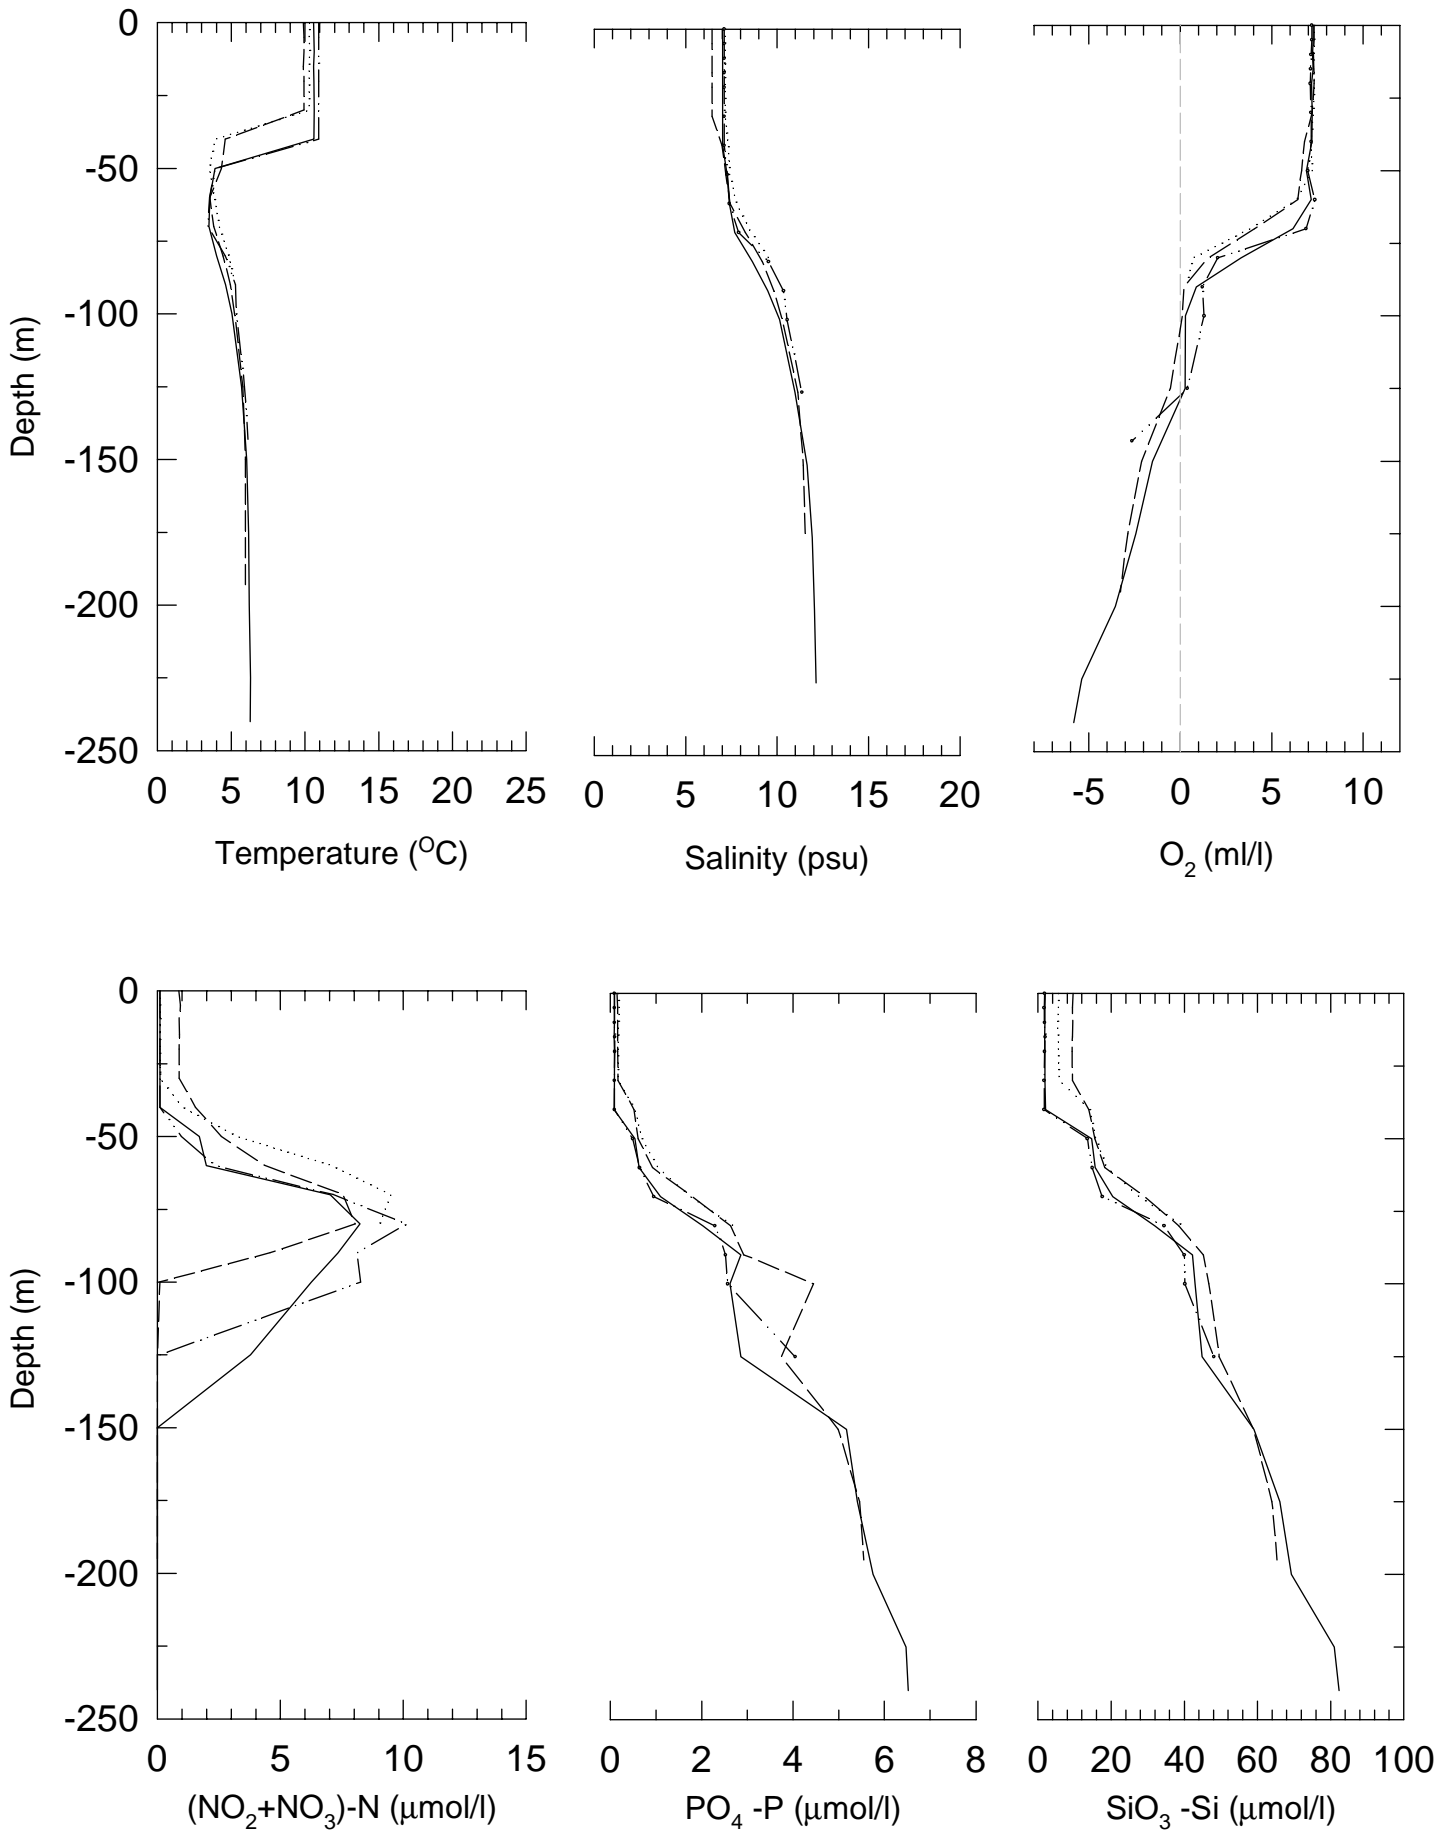 0
-50
-100
-150
-200
-250
Depth (m)
0 5 10 15 20 25
Temperature (ᴼC)
0 5 10 15 20
Salinity (psu)
-5 0 5 10
O₂ (ml/l)
0
-50
-100
-150
-200
-250
Depth (m)
0 5 10 15
(NO₂+NO₃)-N (μmol/l)
0 2 4 6 8
PO₄ -P (μmol/l)
0 20 40 60 80 100
SiO₃ -Si (μmol/l)